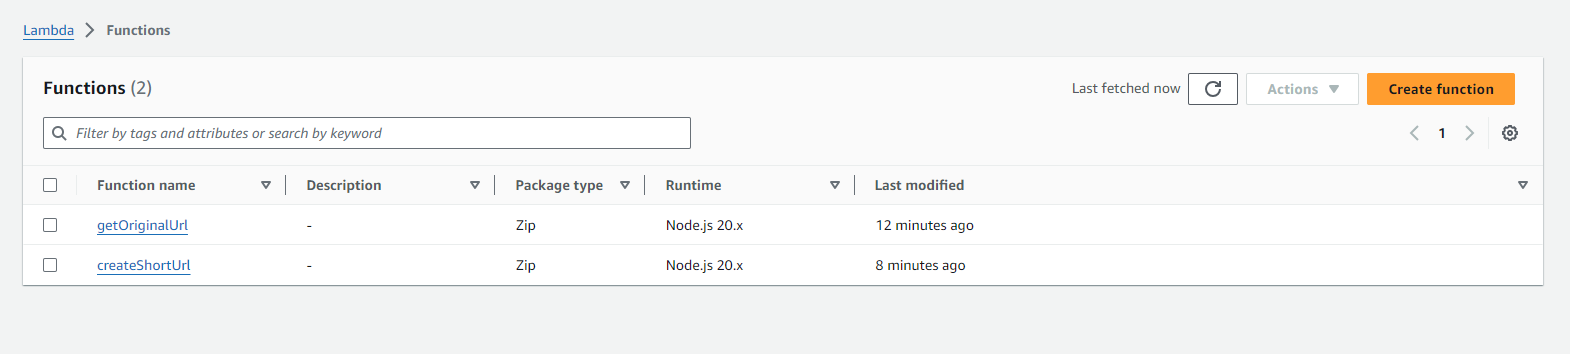 Lambda Functions
Functions (2)
Last fetched now Actions Create function
Filter by tags and attributes or search by keyword
1
Function name Description Package type Runtime Last modified
getOriginalUrl - Zip Node.js 20.x 12 minutes ago
createShortUrl - Zip Node.js 20.x 8 minutes ago